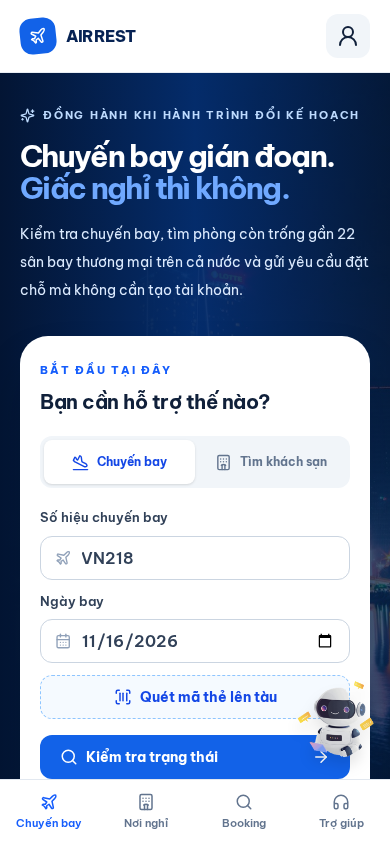 AIRREST
ĐỒNG HÀNH KHI HÀNH TRÌNH ĐỔI KẾ HOẠCH
Chuyến bay gián đoạn.
Giấc nghỉ thì không.
Kiểm tra chuyến bay, tìm phòng còn trống gần 22
sân bay thương mại trên cả nước và gửi yêu cầu đặt
chỗ mà không cần tạo tài khoản.
BẮT ĐẦU TẠI ĐÂY
Bạn cần hỗ trợ thế nào?
Chuyến bay
Tìm khách sạn
Số hiệu chuyến bay
VN218
Ngày bay
11/16/2026
Quét mã thẻ lên tàu
Kiểm tra trạng thái
Chuyến bay
Nơi nghỉ
Booking
Trợ giúp